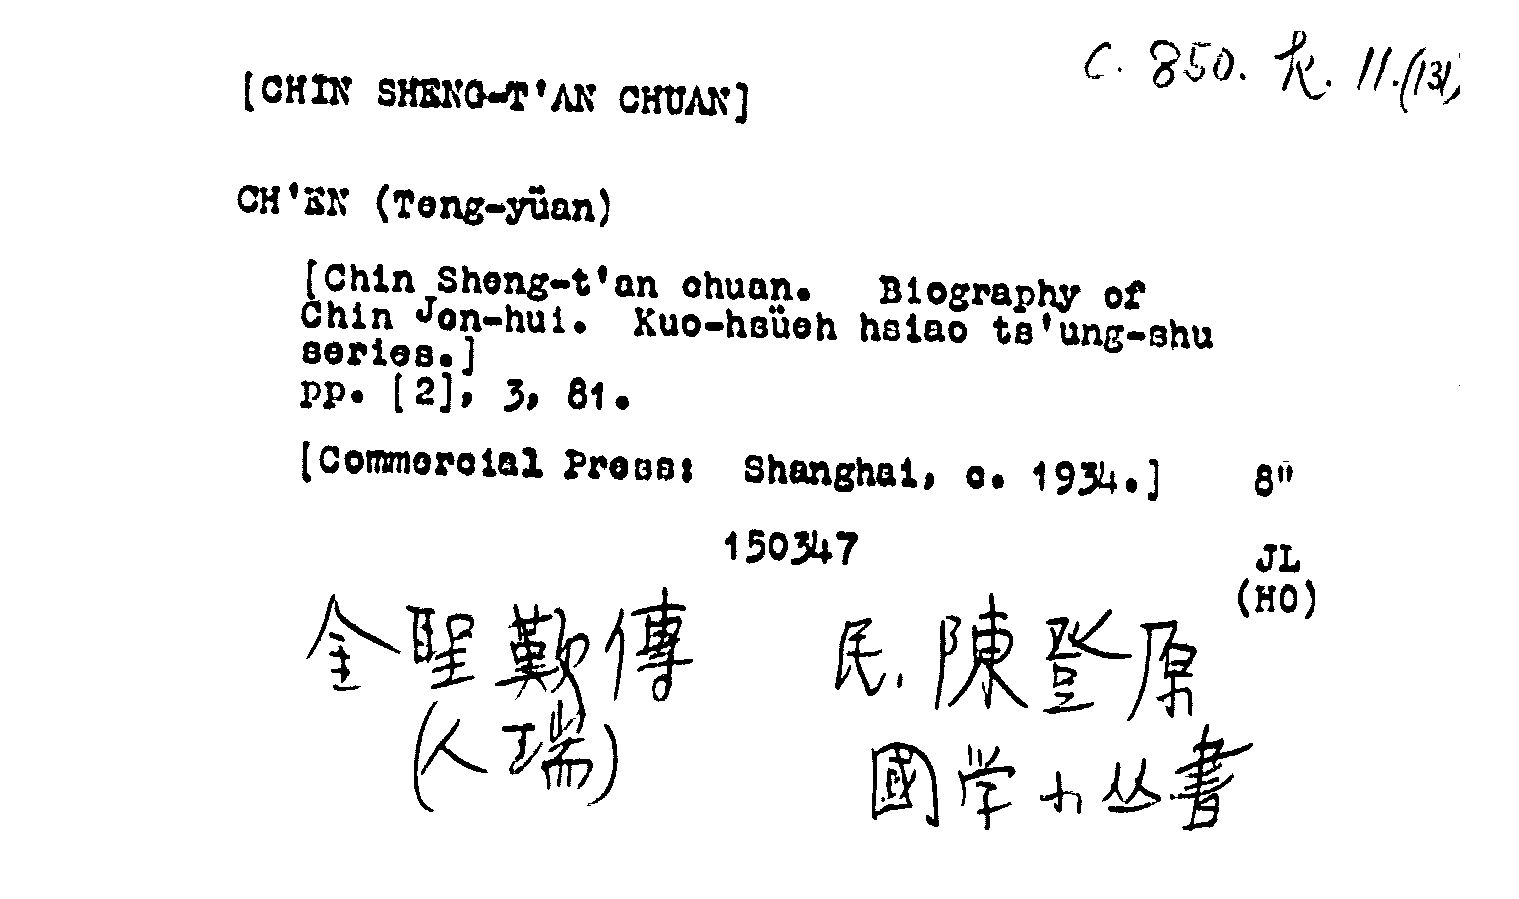 C. 850. k. 11.(131)
[CHIN SHENG-T'AN CHUAN]
CH'EN (Teng-yüan)
[Chin Sheng-t'an chuan. Biography of
Chin Jen-hui. Kuo-hsüeh hsiao ts'ung-shu
series.]
pp. [2], 3, 81.
[Commercial Press: Shanghai, c. 1934.] 8"
150347
JL
(HO)
金聖歎傳 民.陳登原
(人瑞) 國学小丛書